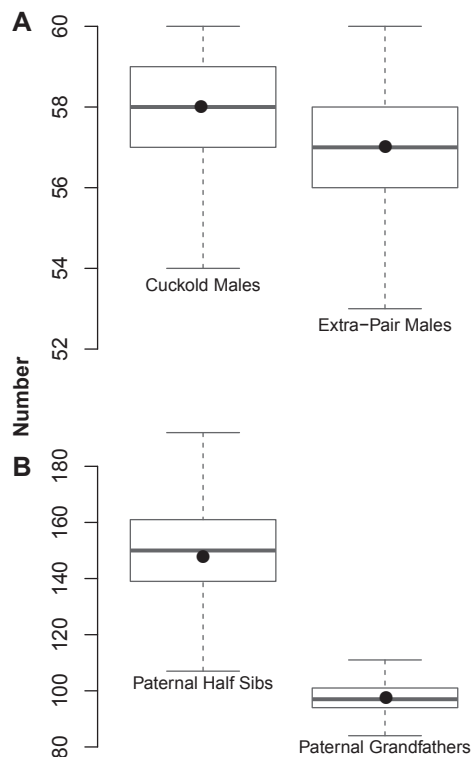 A
60
58
56
54
52
Cuckold Males
Extra−Pair Males
Number
B
180
160
140
120
100
80
Paternal Half Sibs
Paternal Grandfathers